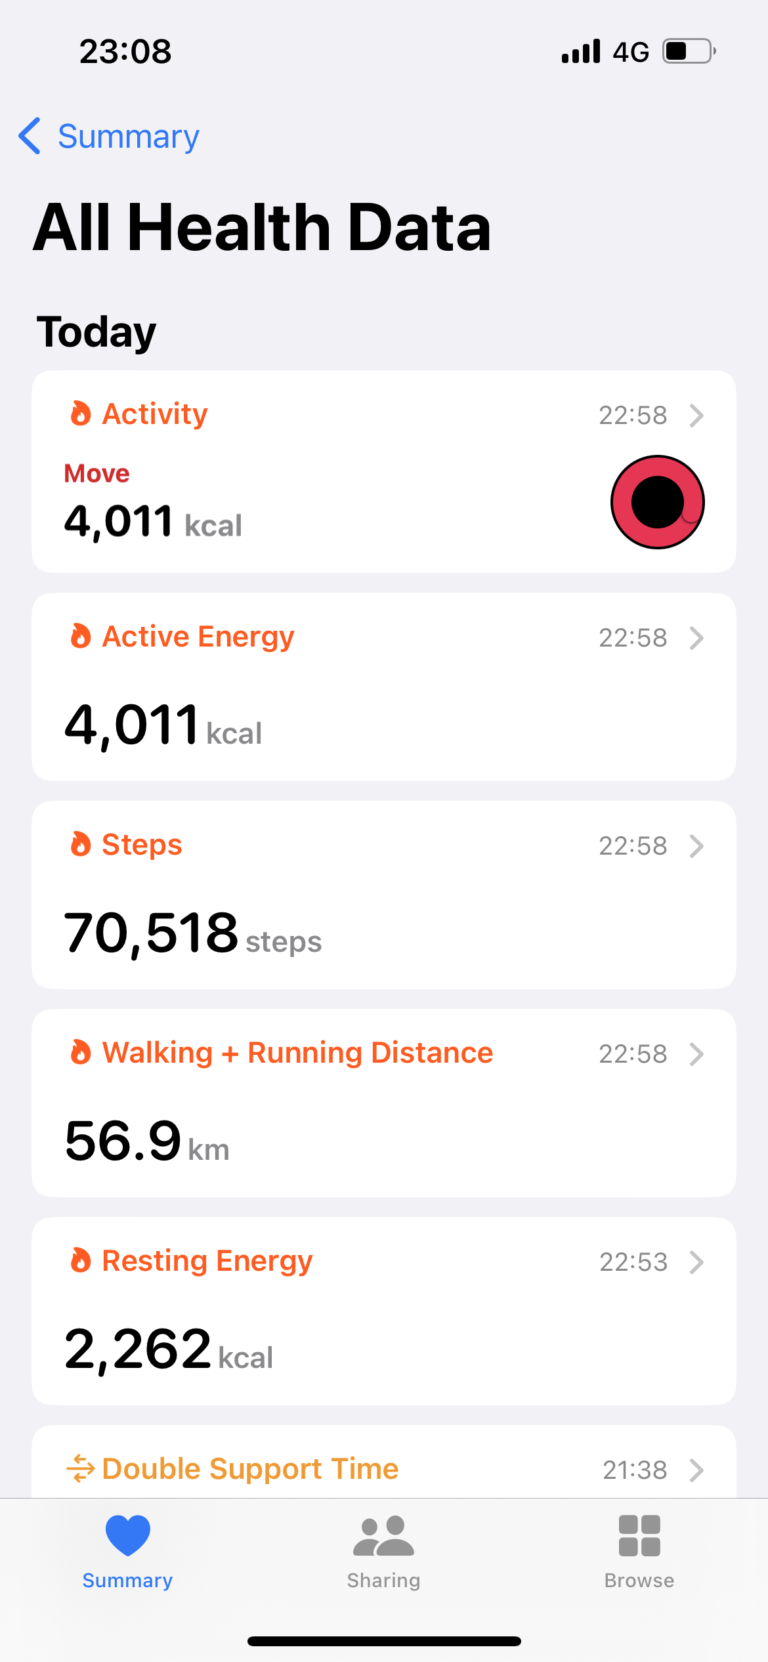 23:08 4G
Summary
All Health Data
Today
Activity 22:58
Move
4,011 kcal
Active Energy 22:58
4,011 kcal
Steps 22:58
70,518 steps
Walking + Running Distance 22:58
56.9 km
Resting Energy 22:53
2,262 kcal
Double Support Time 21:38
Summary Sharing Browse